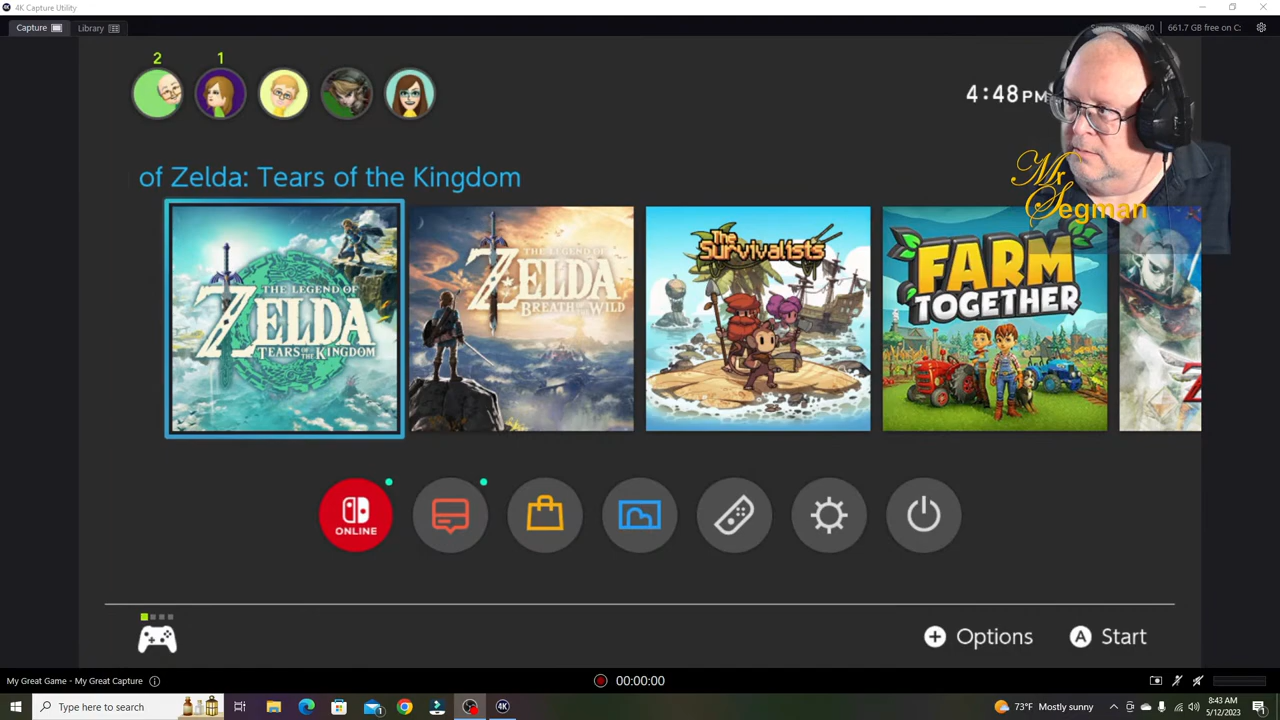 4K Capture Utility
Capture
Library
661.7 GB free on C:
2
1
4:48 PM
of Zelda: Tears of the Kingdom
Mr
Segman
THE LEGEND OF
ZELDA
TEARS OF THE KINGDOM
THE LEGEND OF
ZELDA
BREATH OF THE WILD
The
Survivalists
FARM
TOGETHER
ONLINE
+ Options
A Start
My Great Game - My Great Capture
00:00:00
Type here to search
4K
73°F Mostly sunny
8:43 AM
5/12/2023